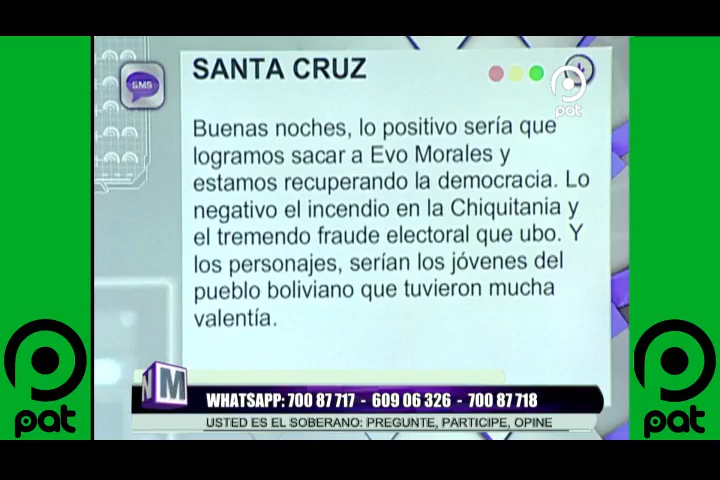 SANTA CRUZ
SMS
pat
Buenas noches, lo positivo sería que
logramos sacar a Evo Morales y
estamos recuperando la democracia. Lo
negativo el incendio en la Chiquitania y
el tremendo fraude electoral que ubo. Y
los personajes, serían los jóvenes del
pueblo boliviano que tuvieron mucha
valentía.
pat
pat
N M
WHATSAPP: 700 87 717 - 609 06 326 - 700 87 718
USTED ES EL SOBERANO: PREGUNTE, PARTICIPE, OPINE